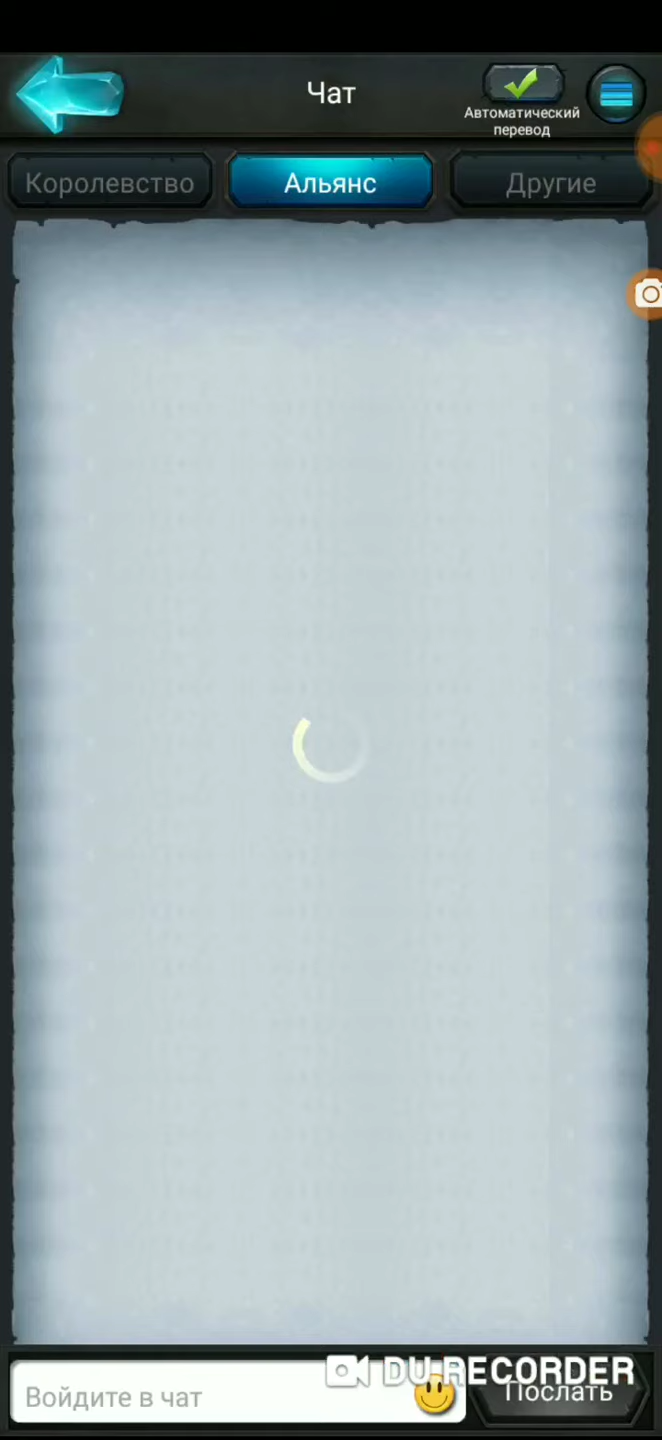 Чат
Автоматический
перевод
Королевство
Альянс
Другие
Войдите в чат
DU RECORDER
Послать